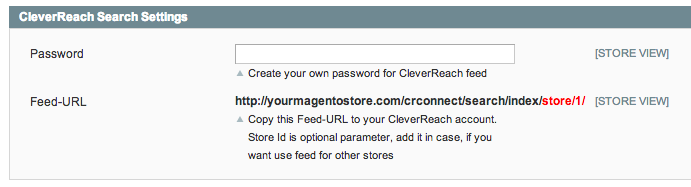 CleverReach Search Settings
Password [STORE VIEW]
Create your own password for CleverReach feed
Feed-URL http://yourmagentostore.com/crconnect/search/index/store/1/ [STORE VIEW]
Copy this Feed-URL to your CleverReach account.
Store Id is optional parameter, add it in case, if you
want use feed for other stores